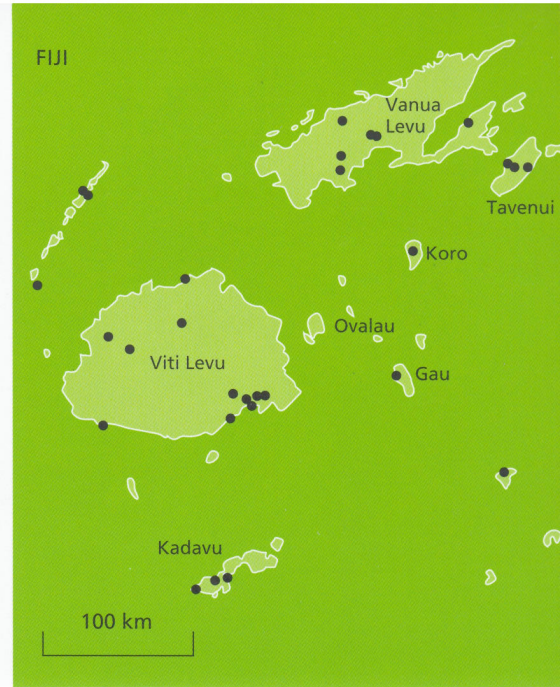 FIJI
Vanua
Levu
Tavenui
Koro
Ovalau
Viti Levu
Gau
Kadavu
100 km